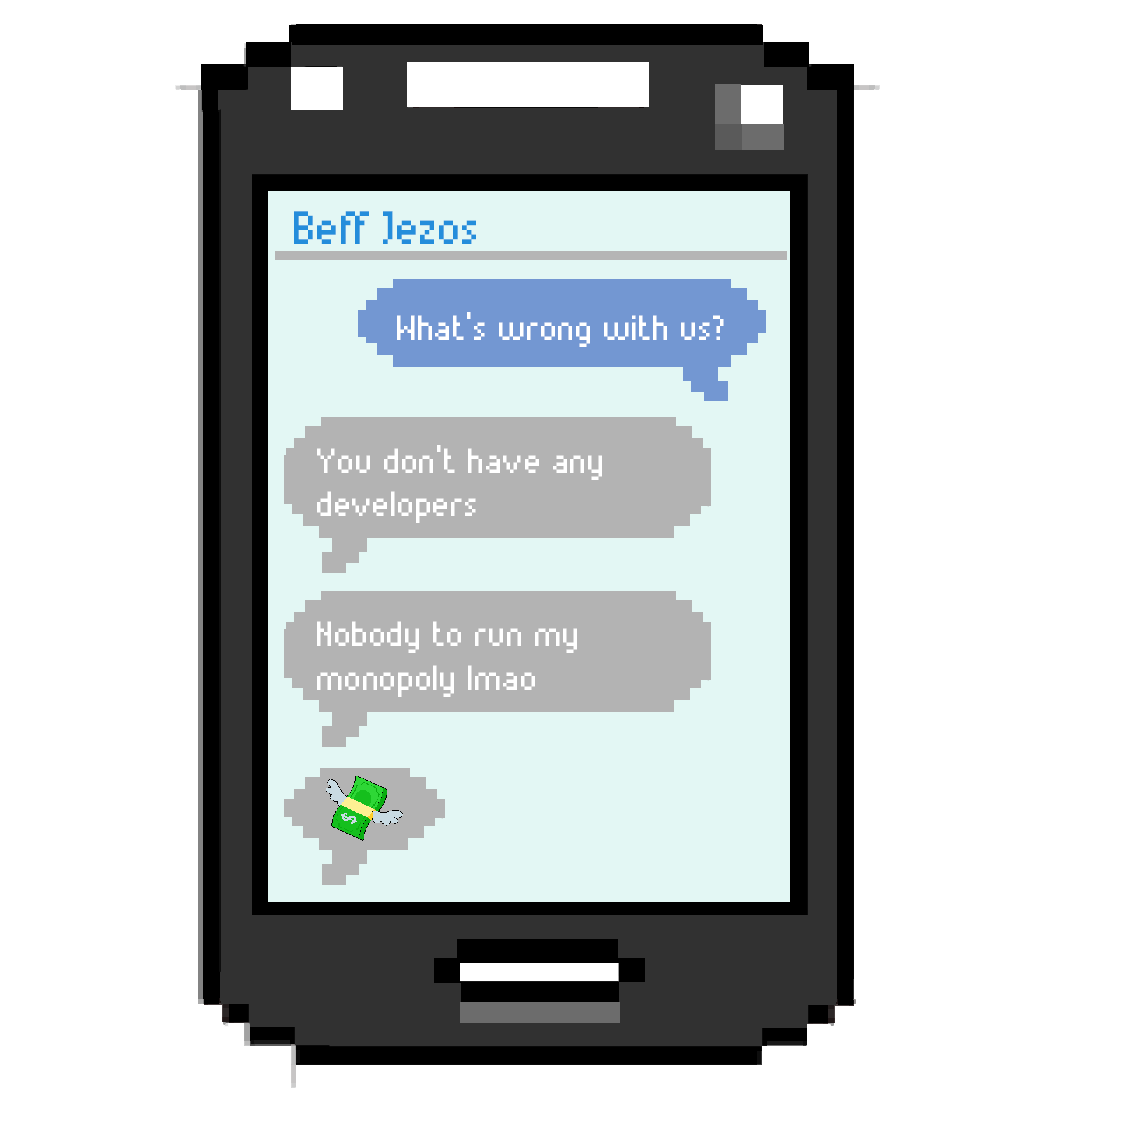 Beff Jezos
What's wrong with us?
You don't have any
developers
Nobody to run my
monopoly lmao
$